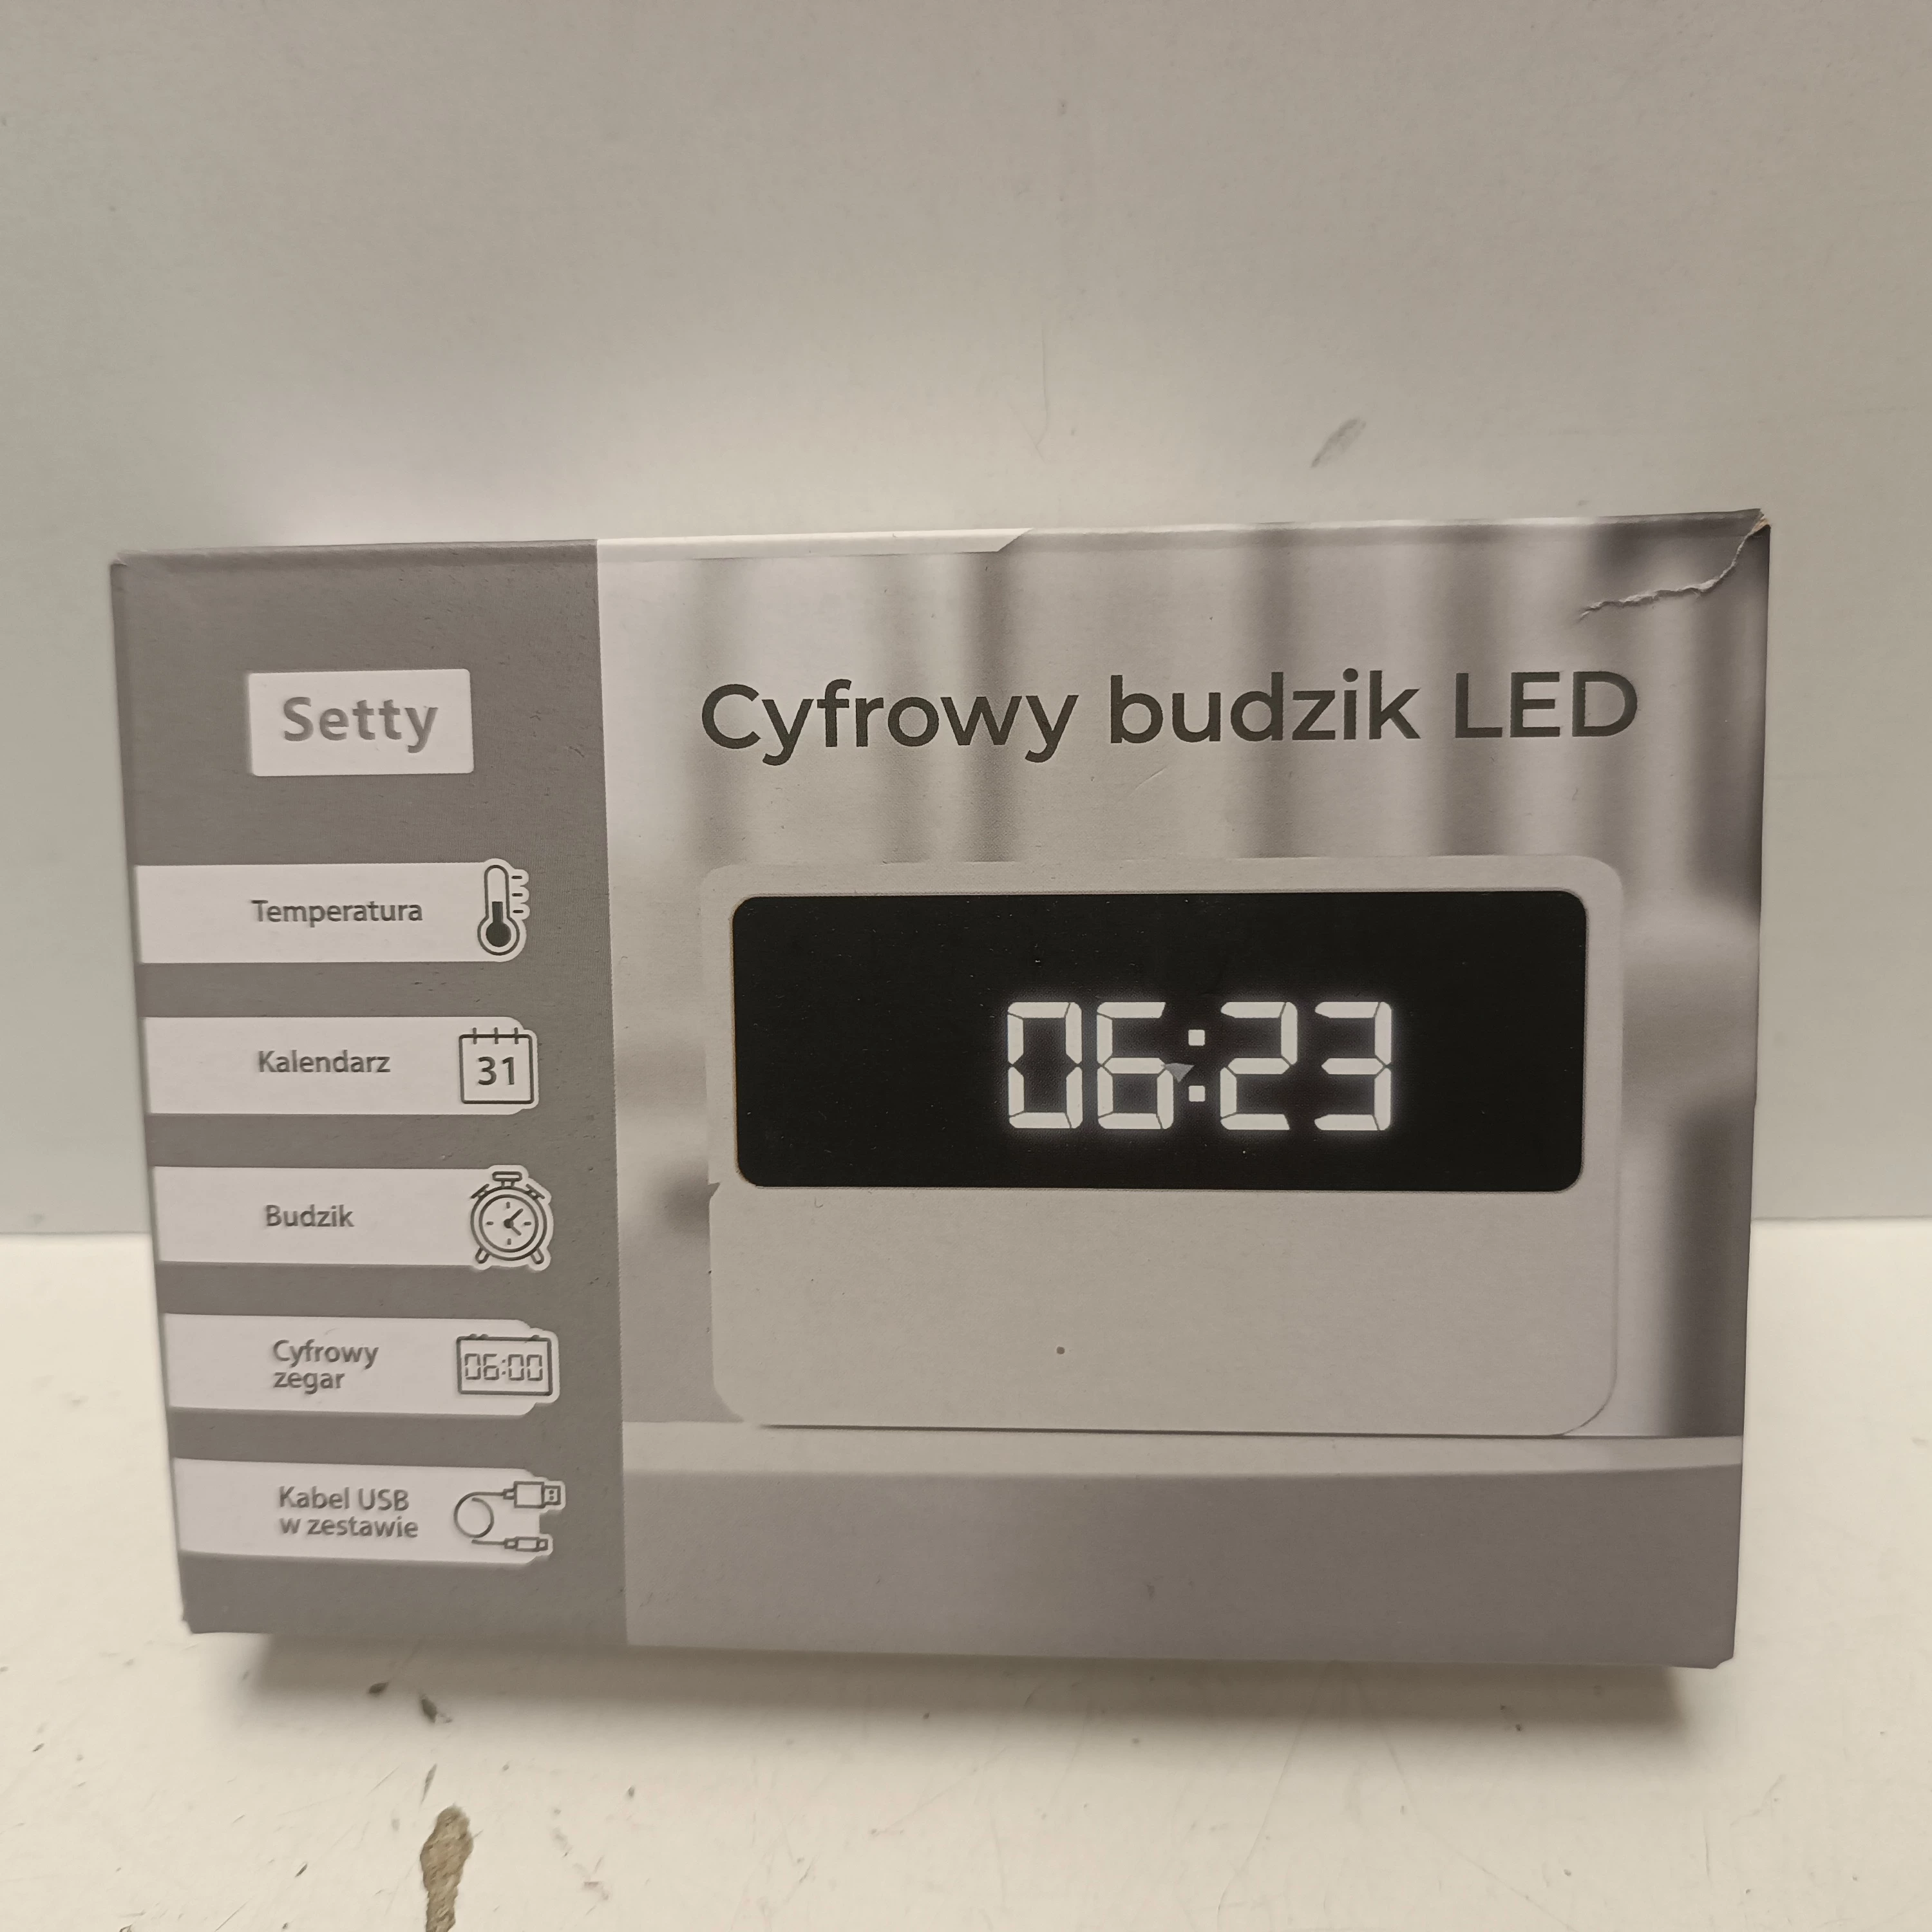 Setty
Cyfrowy budzik LED
Temperatura
Kalendarz
31
Budzik
Cyfrowy
zegar
06:00
Kabel USB
w zestawie
06:23